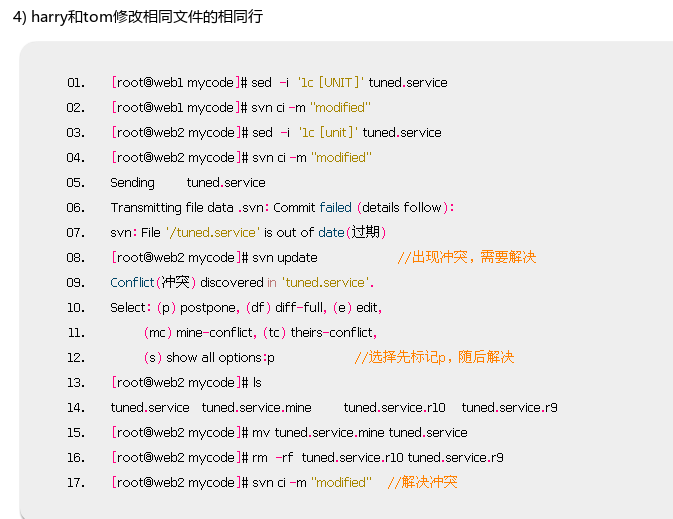 4) harry和tom修改相同文件的相同行
01. [root@web1 mycode]# sed -i '1c [UNIT]' tuned.service
02. [root@web1 mycode]# svn ci -m "modified"
03. [root@web2 mycode]# sed -i '1c [unit]' tuned.service
04. [root@web2 mycode]# svn ci -m "modified"
05. Sending tuned.service
06. Transmitting file data .svn: Commit failed (details follow):
07. svn: File '/tuned.service' is out of date(过期)
08. [root@web2 mycode]# svn update //出现冲突，需要解决
09. Conflict(冲突) discovered in 'tuned.service'.
10. Select: (p) postpone, (df) diff-full, (e) edit,
11. (mc) mine-conflict, (tc) theirs-conflict,
12. (s) show all options:p //选择先标记p，随后解决
13. [root@web2 mycode]# ls
14. tuned.service tuned.service.mine tuned.service.r10 tuned.service.r9
15. [root@web2 mycode]# mv tuned.service.mine tuned.service
16. [root@web2 mycode]# rm -rf tuned.service.r10 tuned.service.r9
17. [root@web2 mycode]# svn ci -m "modified" //解决冲突